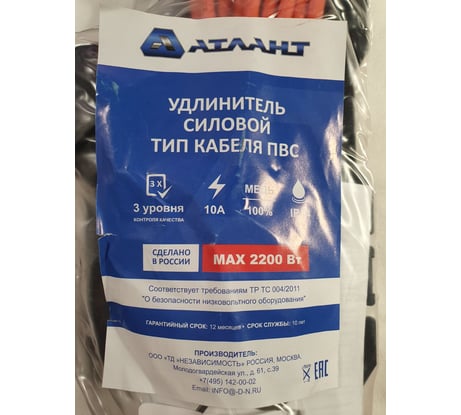 АТЛАНТ
УДЛИНИТЕЛЬ
СИЛОВОЙ
ТИП КАБЕЛЯ ПВС
3 X
3 уровня
КОНТРОЛЯ КАЧЕСТВА
10А
МЕДЬ
100%
СДЕЛАНО
В РОССИИ
MAX 2200 Вт
Соответствует требованиям ТР ТС 004/2011
"О безопасности низковольтного оборудования"
ГАРАНТИЙНЫЙ СРОК: 12 месяцев • СРОК СЛУЖБЫ: 10 лет
ПРОИЗВОДИТЕЛЬ:
ООО «ТД «НЕЗАВИСИМОСТЬ» РОССИЯ, МОСКВА
Молодогвардейская ул., д. 61, с.39
+7(495) 142-00-02
Email: INFO@-D-N.RU
EAC